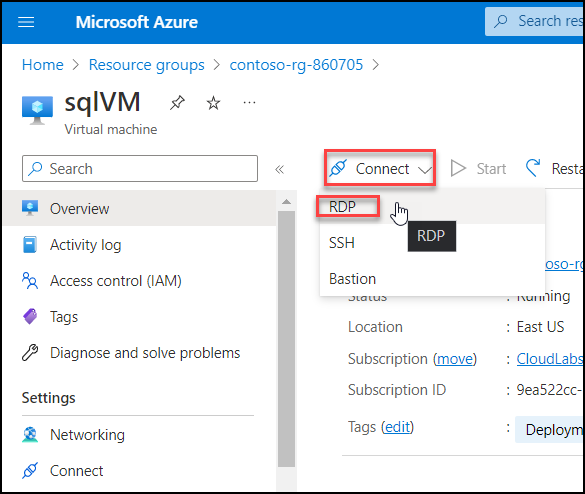 Microsoft Azure
Search res
Home > Resource groups > contoso-rg-860705 >
sqlVM
Virtual machine
Search
Connect
Start
Resta
Overview
RDP
RDP
Activity log
SSH
Access control (IAM)
Bastion
contoso-rg
Status : Running
Tags
Location : East US
Diagnose and solve problems
Subscription (move) : CloudLabs
Settings
Subscription ID : 9ea522cc-
Networking
Tags (edit) : Deploym
Connect